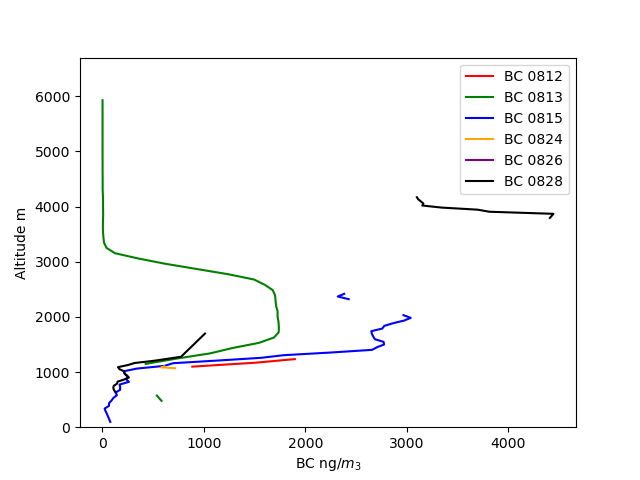 BC 0812
BC 0813
BC 0815
BC 0824
BC 0826
BC 0828
6000
5000
4000
3000
2000
1000
0
Altitude m
0 1000 2000 3000 4000
BC ng/m₃